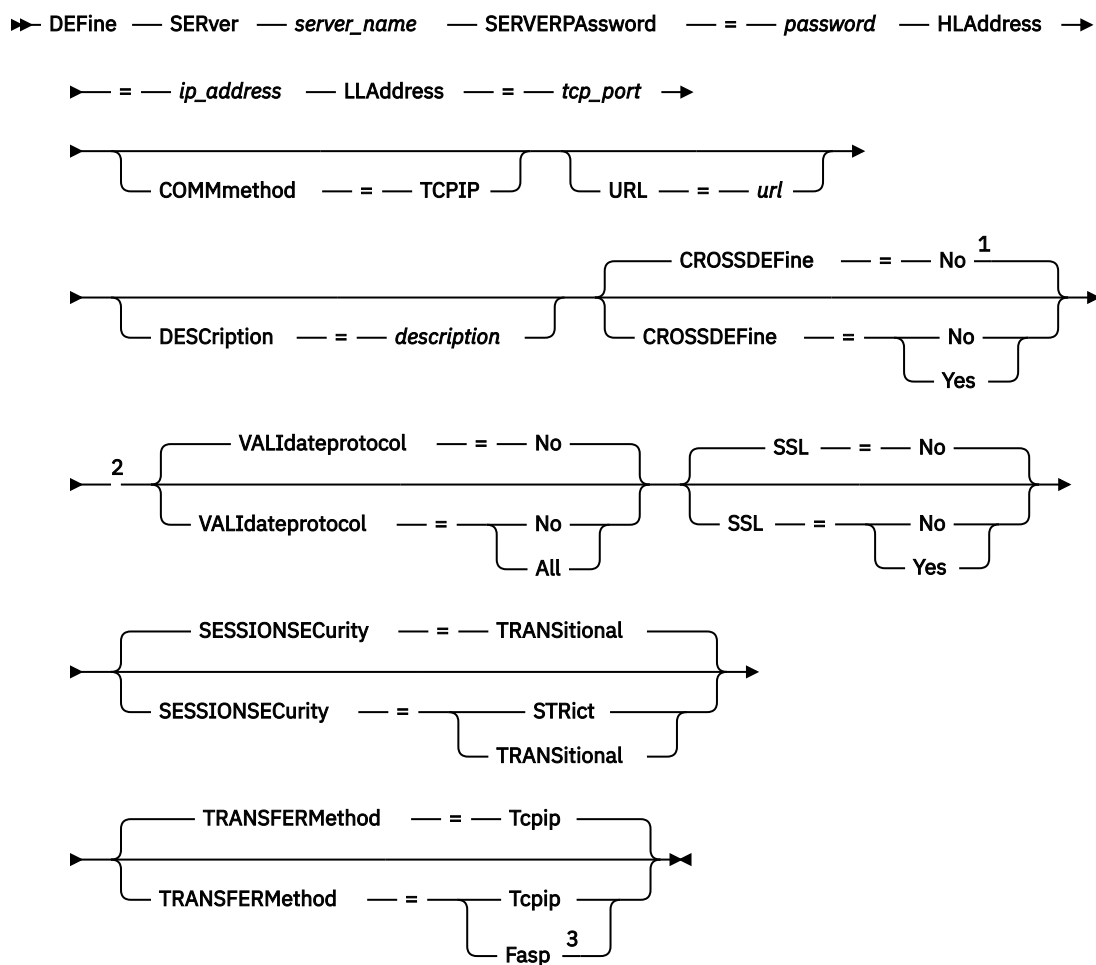 DEFine SERver server_name SERVERPAssword = password HLAddress
= ip_address LLAddress = tcp_port
COMMmethod = TCPIP URL = url
CROSSDEFine = No 1
DESCription = description CROSSDEFine = No
Yes
2 VALIdateprotocol = No SSL = No
VALIdateprotocol = No SSL = No
All Yes
SESSIONSECurity = TRANSitional
SESSIONSECurity = STRict
TRANSitional
TRANSFERMethod = Tcpip
TRANSFERMethod = Tcpip
Fasp 3